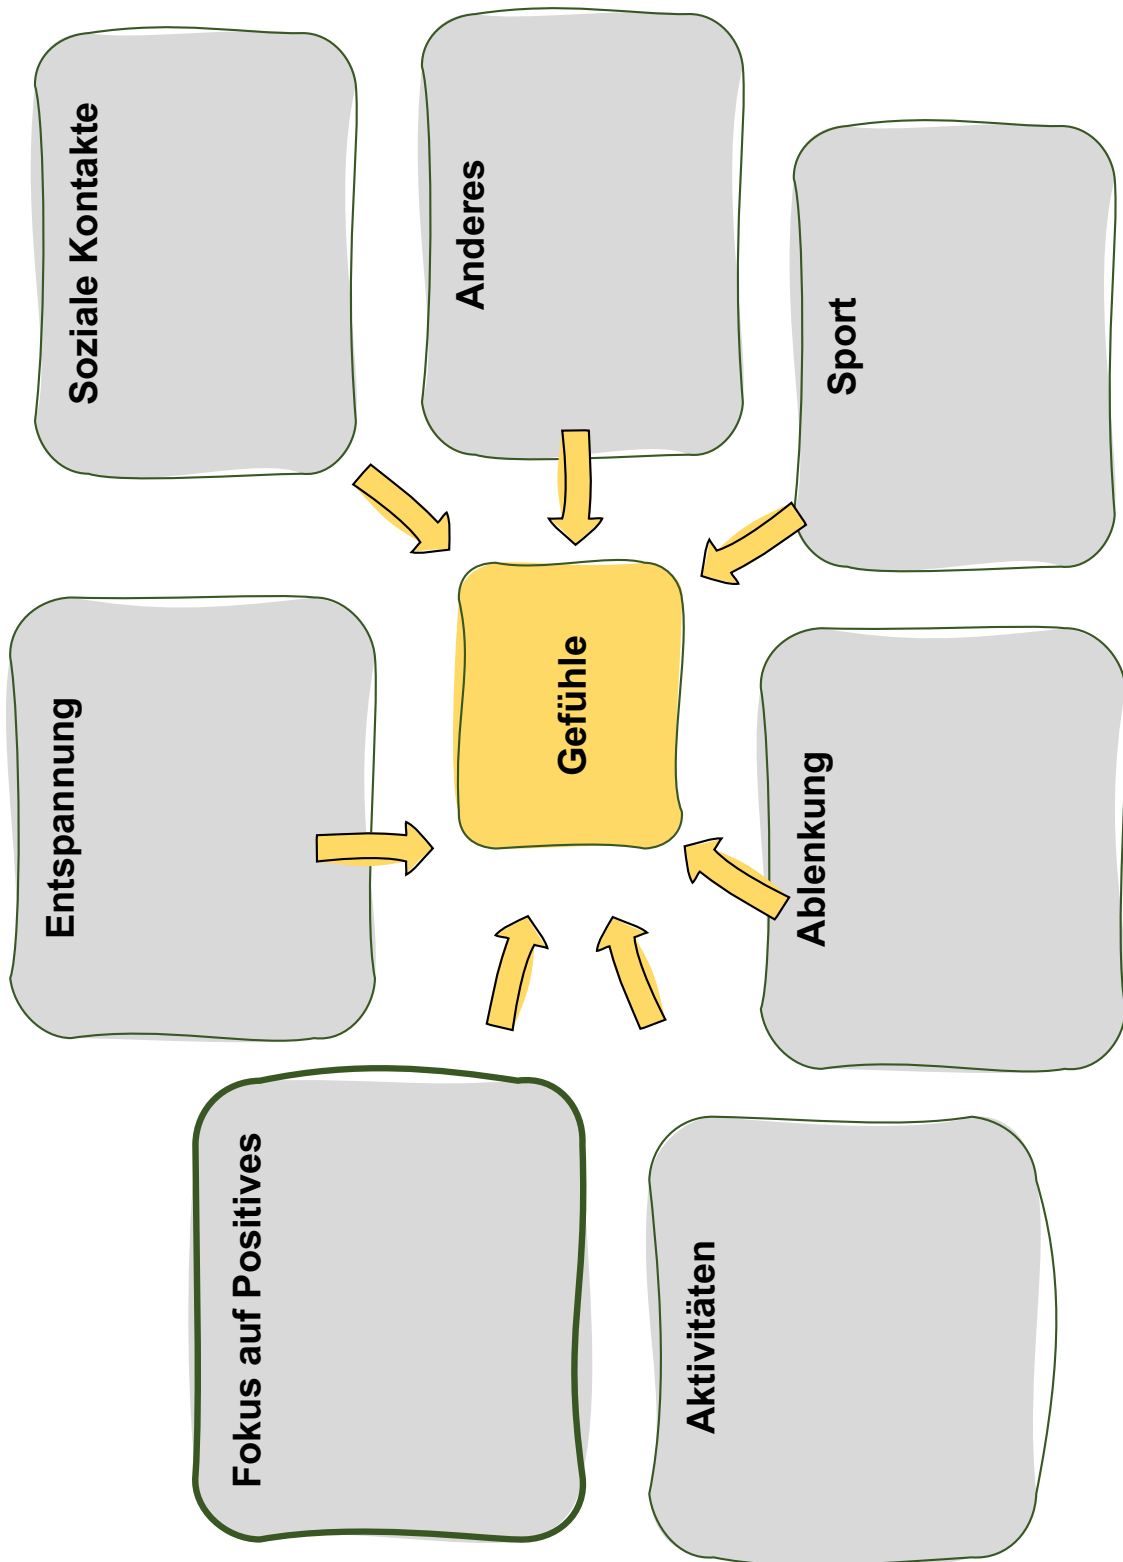 Soziale Kontakte
Anderes
Sport
Entspannung
Gefühle
Ablenkung
Fokus auf Positives
Aktivitäten